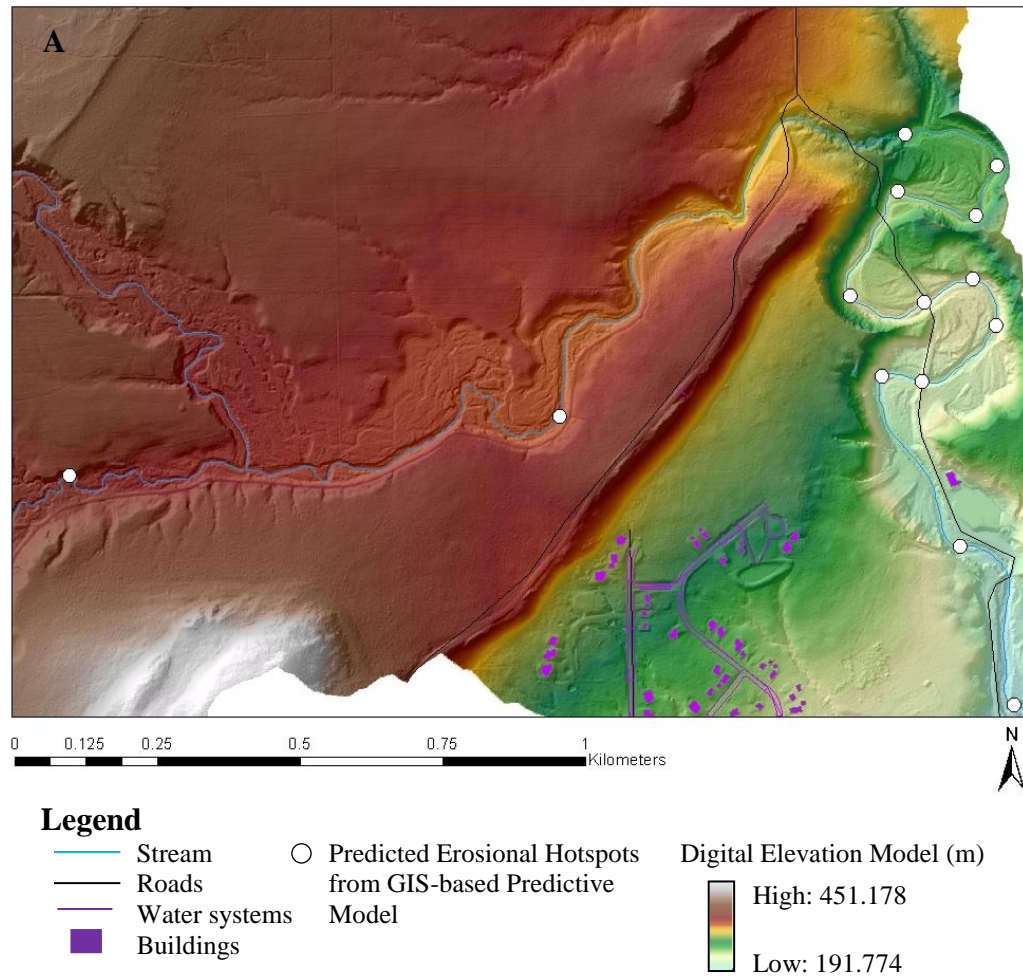 A
0 0.125 0.25 0.5 0.75 1
Kilometers
N
Legend
Stream
Roads
Water systems
Buildings
Predicted Erosional Hotspots
from GIS-based Predictive
Model
Digital Elevation Model (m)
High: 451.178
Low: 191.774